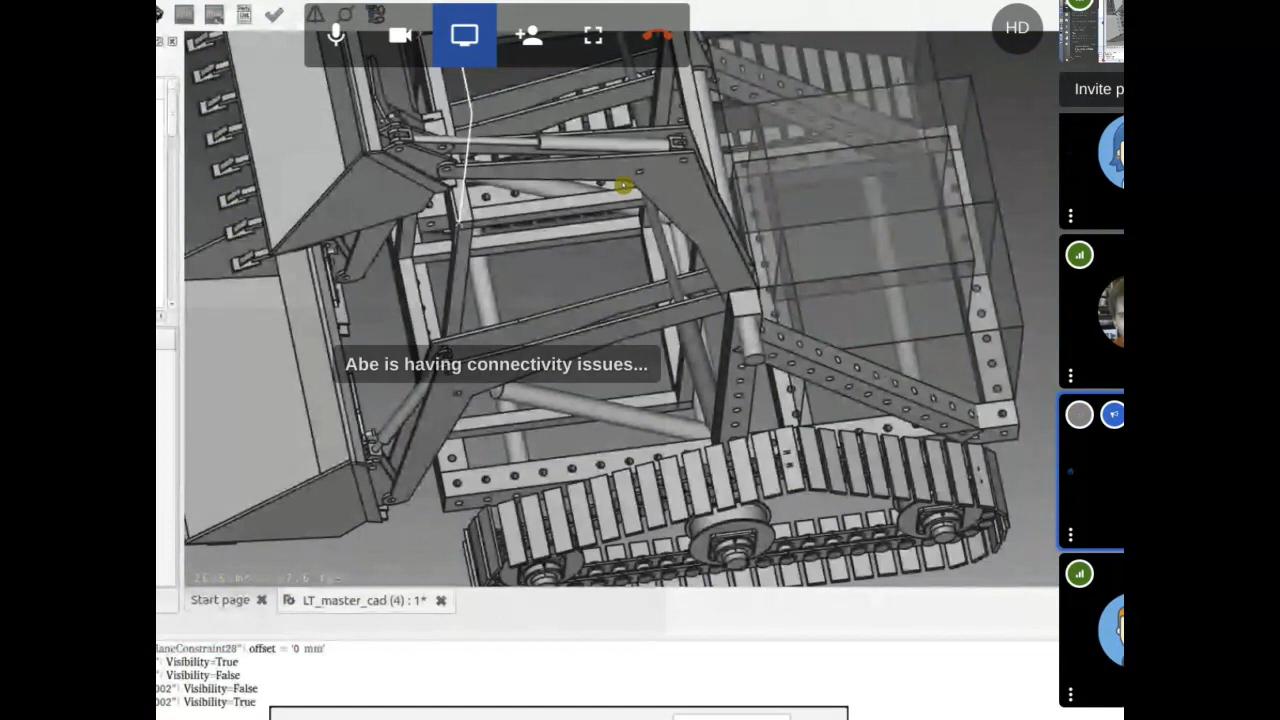 HD
Invite p
Abe is having connectivity issues...
Start page
LT_master_cad (4) : 1*
laneConstraint28" offset = '0 mm'
" Visibility=True
" Visibility=False
002" Visibility=False
002" Visibility=True